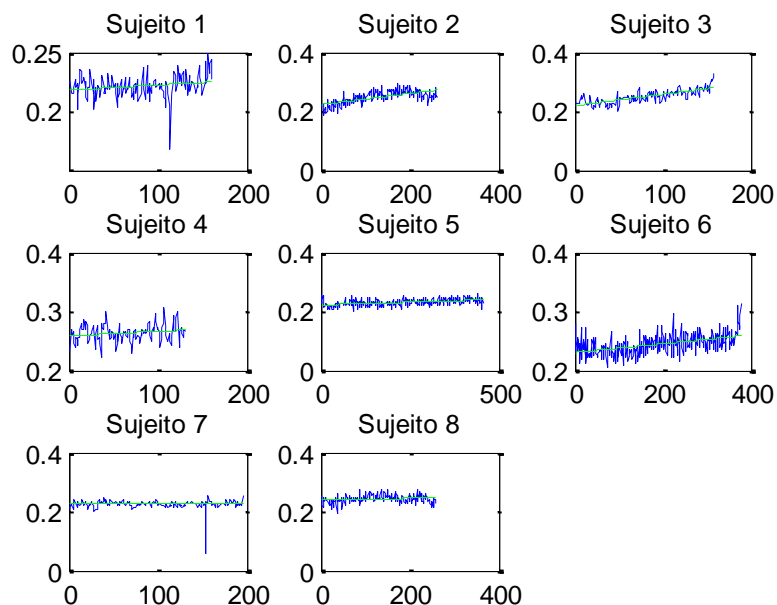 Sujeito 1 Sujeito 2 Sujeito 3
0.25 0.4 0.4
0.2 0.2 0.2
0 0
0 100 200 0 200 400 0 100 200
Sujeito 4 Sujeito 5 Sujeito 6
0.4 0.4 0.4
0.3 0.2 0.3
0.2 0 0.2
0 100 200 0 500 0 200 400
Sujeito 7 Sujeito 8
0.4 0.4
0.2 0.2
0 0
0 100 200 0 200 400